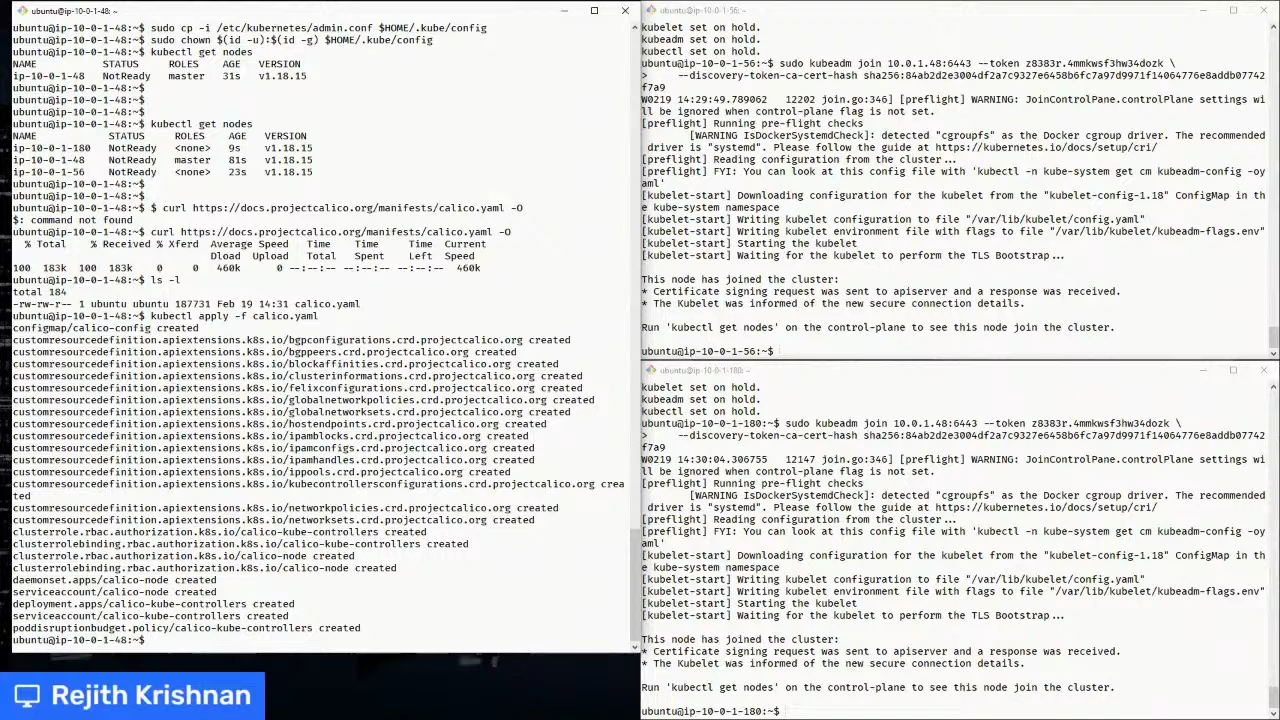 ubuntu@ip-10-0-1-48: ~
ubuntu@ip-10-0-1-48:~$ sudo cp -i /etc/kubernetes/admin.conf $HOME/.kube/config
ubuntu@ip-10-0-1-48:~$ sudo chown $(id -u):$(id -g) $HOME/.kube/config
ubuntu@ip-10-0-1-48:~$ kubectl get nodes
NAME STATUS ROLES AGE VERSION
ip-10-0-1-48 NotReady master 31s v1.18.15
ubuntu@ip-10-0-1-48:~$
ubuntu@ip-10-0-1-48:~$
ubuntu@ip-10-0-1-48:~$
ubuntu@ip-10-0-1-48:~$ kubectl get nodes
NAME STATUS ROLES AGE VERSION
ip-10-0-1-180 NotReady <none> 9s v1.18.15
ip-10-0-1-48 NotReady master 81s v1.18.15
ip-10-0-1-56 NotReady <none> 23s v1.18.15
ubuntu@ip-10-0-1-48:~$
ubuntu@ip-10-0-1-48:~$
ubuntu@ip-10-0-1-48:~$ $ curl https://docs.projectcalico.org/manifests/calico.yaml -O
$: command not found
ubuntu@ip-10-0-1-48:~$ curl https://docs.projectcalico.org/manifests/calico.yaml -O
% Total % Received % Xferd Average Speed Time Time Time Current
Dload Upload Total Spent Left Speed
100 183k 100 183k 0 0 460k 0 --:--:-- --:--:-- --:--:-- 460k
ubuntu@ip-10-0-1-48:~$ ls -l
total 184
-rw-rw-r-- 1 ubuntu ubuntu 187731 Feb 19 14:31 calico.yaml
ubuntu@ip-10-0-1-48:~$ kubectl apply -f calico.yaml
configmap/calico-config created
customresourcedefinition.apiextensions.k8s.io/bgpconfigurations.crd.projectcalico.org created
customresourcedefinition.apiextensions.k8s.io/bgppeers.crd.projectcalico.org created
customresourcedefinition.apiextensions.k8s.io/blockaffinities.crd.projectcalico.org created
customresourcedefinition.apiextensions.k8s.io/clusterinformations.crd.projectcalico.org created
customresourcedefinition.apiextensions.k8s.io/felixconfigurations.crd.projectcalico.org created
customresourcedefinition.apiextensions.k8s.io/globalnetworkpolicies.crd.projectcalico.org created
customresourcedefinition.apiextensions.k8s.io/globalnetworksets.crd.projectcalico.org created
customresourcedefinition.apiextensions.k8s.io/hostendpoints.crd.projectcalico.org created
customresourcedefinition.apiextensions.k8s.io/ipamblocks.crd.projectcalico.org created
customresourcedefinition.apiextensions.k8s.io/ipamconfigs.crd.projectcalico.org created
customresourcedefinition.apiextensions.k8s.io/ipamhandles.crd.projectcalico.org created
customresourcedefinition.apiextensions.k8s.io/ippools.crd.projectcalico.org created
customresourcedefinition.apiextensions.k8s.io/kubecontrollersconfigurations.crd.projectcalico.org crea
ted
customresourcedefinition.apiextensions.k8s.io/networkpolicies.crd.projectcalico.org created
customresourcedefinition.apiextensions.k8s.io/networksets.crd.projectcalico.org created
clusterrole.rbac.authorization.k8s.io/calico-kube-controllers created
clusterrolebinding.rbac.authorization.k8s.io/calico-kube-controllers created
clusterrole.rbac.authorization.k8s.io/calico-node created
clusterrolebinding.rbac.authorization.k8s.io/calico-node created
daemonset.apps/calico-node created
serviceaccount/calico-node created
deployment.apps/calico-kube-controllers created
serviceaccount/calico-kube-controllers created
poddisruptionbudget.policy/calico-kube-controllers created
ubuntu@ip-10-0-1-48:~$
Rejith Krishnan
ubuntu@ip-10-0-1-56: ~
kubelet set on hold.
kubeadm set on hold.
kubectl set on hold.
ubuntu@ip-10-0-1-56:~$ sudo kubeadm join 10.0.1.48:6443 --token z8383r.4mmkwsf3hw34dozk \
> --discovery-token-ca-cert-hash sha256:84ab2d2e3004df2a7c9327e6458b6fc7a97d9971f14064776e8addb07742
f7a9
W0219 14:29:49.789062 12202 join.go:346] [preflight] WARNING: JoinControlPane.controlPlane settings wi
ll be ignored when control-plane flag is not set.
[preflight] Running pre-flight checks
[WARNING IsDockerSystemdCheck]: detected "cgroupfs" as the Docker cgroup driver. The recommended
driver is "systemd". Please follow the guide at https://kubernetes.io/docs/setup/cri/
[preflight] Reading configuration from the cluster...
[preflight] FYI: You can look at this config file with 'kubectl -n kube-system get cm kubeadm-config -oy
aml'
[kubelet-start] Downloading configuration for the kubelet from the "kubelet-config-1.18" ConfigMap in th
e kube-system namespace
[kubelet-start] Writing kubelet configuration to file "/var/lib/kubelet/config.yaml"
[kubelet-start] Writing kubelet environment file with flags to file "/var/lib/kubelet/kubeadm-flags.env"
[kubelet-start] Starting the kubelet
[kubelet-start] Waiting for the kubelet to perform the TLS Bootstrap...
This node has joined the cluster:
* Certificate signing request was sent to apiserver and a response was received.
* The Kubelet was informed of the new secure connection details.
Run 'kubectl get nodes' on the control-plane to see this node join the cluster.
ubuntu@ip-10-0-1-56:~$
ubuntu@ip-10-0-1-180: ~
kubelet set on hold.
kubeadm set on hold.
kubectl set on hold.
ubuntu@ip-10-0-1-180:~$ sudo kubeadm join 10.0.1.48:6443 --token z8383r.4mmkwsf3hw34dozk \
> --discovery-token-ca-cert-hash sha256:84ab2d2e3004df2a7c9327e6458b6fc7a97d9971f14064776e8addb07742
f7a9
W0219 14:30:04.306755 12147 join.go:346] [preflight] WARNING: JoinControlPane.controlPlane settings wi
ll be ignored when control-plane flag is not set.
[preflight] Running pre-flight checks
[WARNING IsDockerSystemdCheck]: detected "cgroupfs" as the Docker cgroup driver. The recommended
driver is "systemd". Please follow the guide at https://kubernetes.io/docs/setup/cri/
[preflight] Reading configuration from the cluster...
[preflight] FYI: You can look at this config file with 'kubectl -n kube-system get cm kubeadm-config -oy
aml'
[kubelet-start] Downloading configuration for the kubelet from the "kubelet-config-1.18" ConfigMap in th
e kube-system namespace
[kubelet-start] Writing kubelet configuration to file "/var/lib/kubelet/config.yaml"
[kubelet-start] Writing kubelet environment file with flags to file "/var/lib/kubelet/kubeadm-flags.env"
[kubelet-start] Starting the kubelet
[kubelet-start] Waiting for the kubelet to perform the TLS Bootstrap...
This node has joined the cluster:
* Certificate signing request was sent to apiserver and a response was received.
* The Kubelet was informed of the new secure connection details.
Run 'kubectl get nodes' on the control-plane to see this node join the cluster.
ubuntu@ip-10-0-1-180:~$